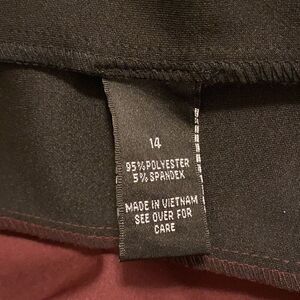 14
95% POLYESTER
5% SPANDEX
MADE IN VIETNAM
SEE OVER FOR
CARE